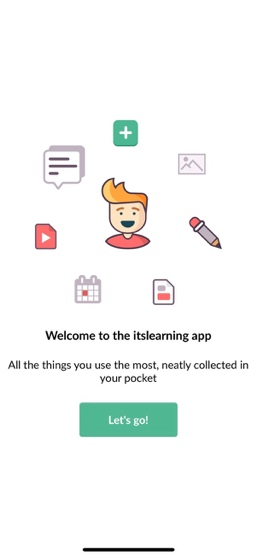 Welcome to the itslearning app
All the things you use the most, neatly collected in
your pocket
Let's go!